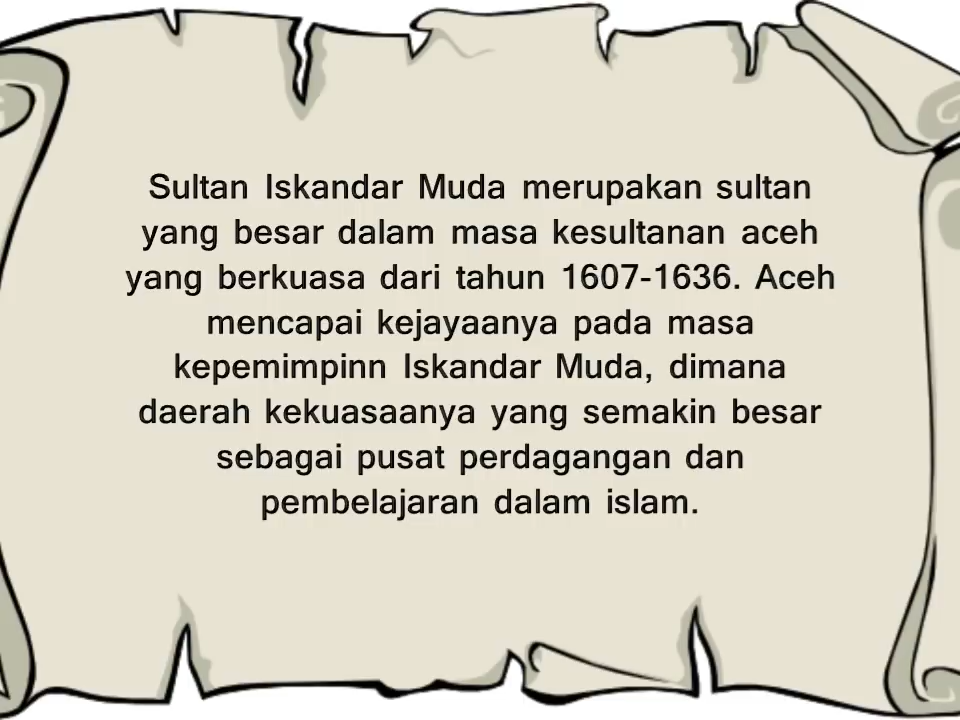 Sultan Iskandar Muda merupakan sultan
yang besar dalam masa kesultanan aceh
yang berkuasa dari tahun 1607-1636. Aceh
mencapai kejayaanya pada masa
kepemimpinn Iskandar Muda, dimana
daerah kekuasaanya yang semakin besar
sebagai pusat perdagangan dan
pembelajaran dalam islam.